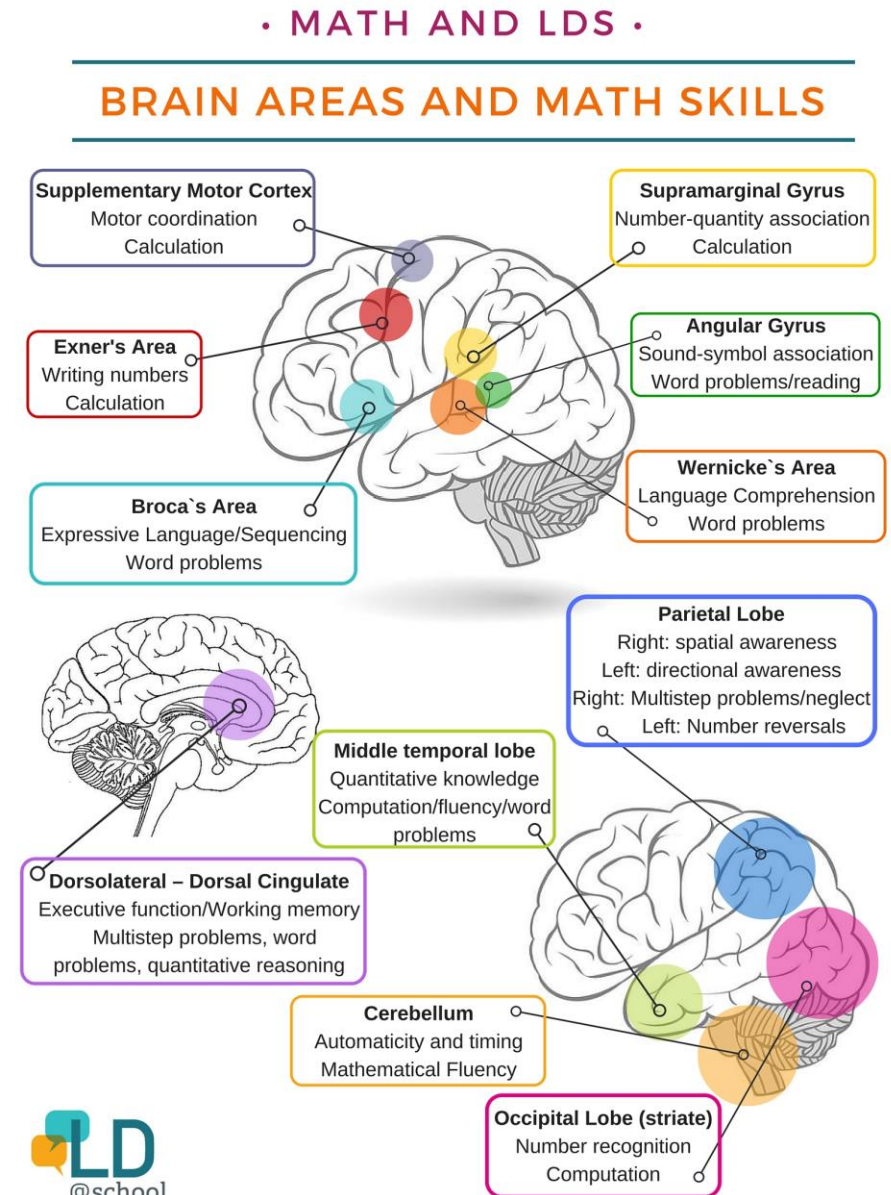 · MATH AND LDS ·
BRAIN AREAS AND MATH SKILLS
Supplementary Motor Cortex
Motor coordination
Calculation
Supramarginal Gyrus
Number-quantity association
Calculation
Exner's Area
Writing numbers
Calculation
Angular Gyrus
Sound-symbol association
Word problems/reading
Broca`s Area
Expressive Language/Sequencing
Word problems
Wernicke`s Area
Language Comprehension
Word problems
Parietal Lobe
Right: spatial awareness
Left: directional awareness
Right: Multistep problems/neglect
Left: Number reversals
Middle temporal lobe
Quantitative knowledge
Computation/fluency/word
problems
Dorsolateral – Dorsal Cingulate
Executive function/Working memory
Multistep problems, word
problems, quantitative reasoning
Cerebellum
Automaticity and timing
Mathematical Fluency
Occipital Lobe (striate)
Number recognition
Computation
LD
@school